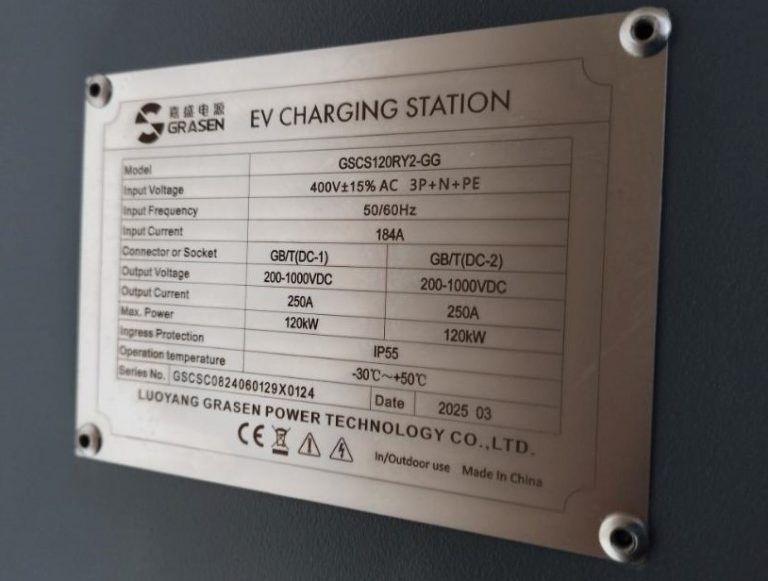 嘉盛电源
GRASEN
EV CHARGING STATION
Model GSCS120RY2-GG
Input Voltage 400V±15% AC 3P+N+PE
Input Frequency 50/60Hz
Input Current 184A
Connector or Socket GB/T(DC-1) GB/T(DC-2)
Output Voltage 200-1000VDC 200-1000VDC
Output Current 250A 250A
Max. Power 120kW 120kW
Ingress Protection IP55
Operation temperature -30℃～+50℃
Series No. GSCSC0824060129X0124 Date 2025 03
LUOYANG GRASEN POWER TECHNOLOGY CO.,LTD.
CE In/Outdoor use Made In China